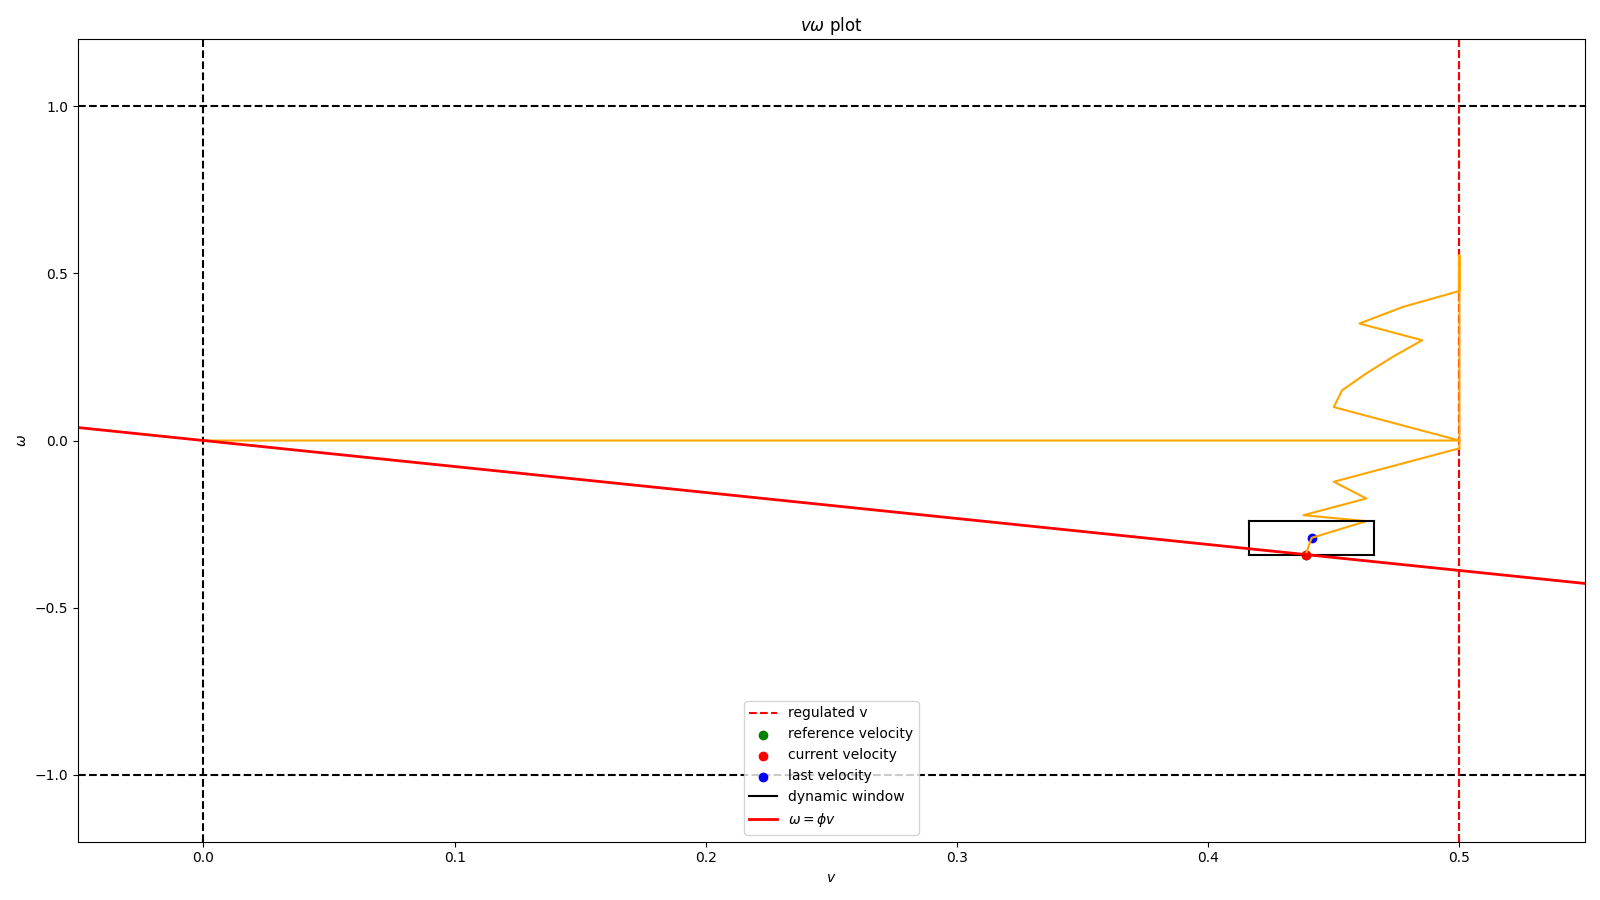 vω plot
ω
1.0
0.5
0.0
−0.5
−1.0
regulated v
reference velocity
current velocity
last velocity
dynamic window
ω = ϕv
0.0 0.1 0.2 0.3 0.4 0.5
v